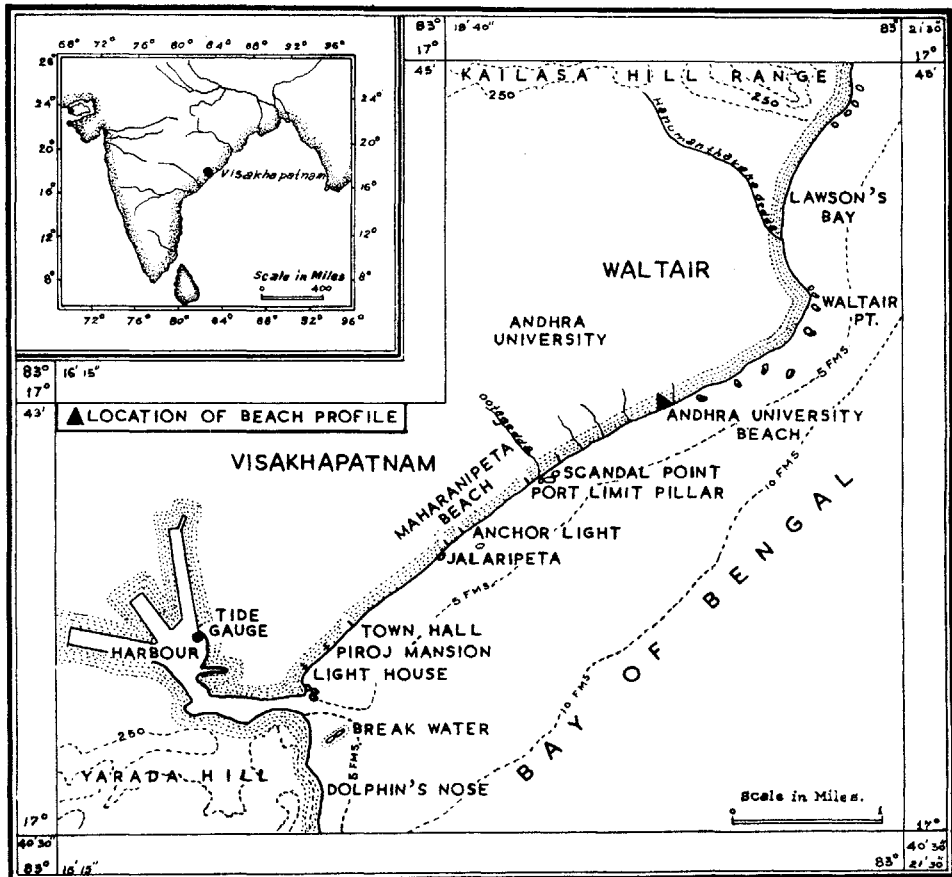 68° 72° 76° 80° 84° 88° 92° 96°
28°
24°
20°
16°
12°
8°
24°
20°
16°
12°
8°
Visakhapatnam
Scale in Miles
0 400
72° 76° 80° 84° 88° 92° 96°
83° 18'40"
17°
45'
83° 21'30"
17°
45'
KAILASA HILL RANGE
250
250
LAWSON'S
BAY
WALTAIR
WALTAIR
PT.
ANDHRA
UNIVERSITY
5 FMS
83° 16'15"
17°
43'
▲ LOCATION OF BEACH PROFILE
ANDHRA UNIVERSITY
BEACH
VISAKHAPATNAM
MAHARANIPETA
BEACH
SCANDAL POINT
PORT LIMIT PILLAR
10 FMS
ANCHOR LIGHT
JALARIPETA
5 FMS.
BAY OF BENGAL
TIDE
GAUGE
HARBOUR
TOWN HALL
PIROJ MANSION
LIGHT HOUSE
10 FMS
BREAK WATER
5 FMS.
250
YARADA HILL
DOLPHIN'S NOSE
Scale in Miles.
0 1
17°
40'30"
83° 16'15"
17°
40'30"
83° 21'30"